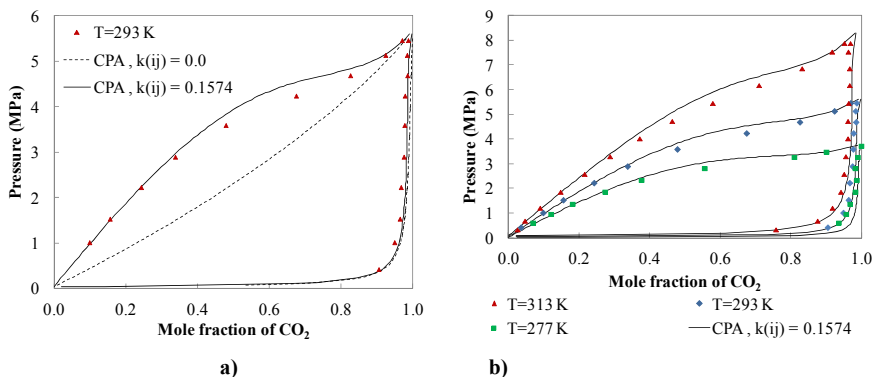 a)
6
5
4
3
2
1
0
Pressure (MPa)
T=293 K
CPA , k(ij) = 0.0
CPA , k(ij) = 0.1574
0.0 0.2 0.4 0.6 0.8 1.0
Mole fraction of CO₂
a)
b)
9
8
7
6
5
4
3
2
1
0
Pressure (MPa)
0.0 0.2 0.4 0.6 0.8 1.0
Mole fraction of CO₂
T=313 K T=293 K
T=277 K CPA , k(ij) = 0.1574
b)